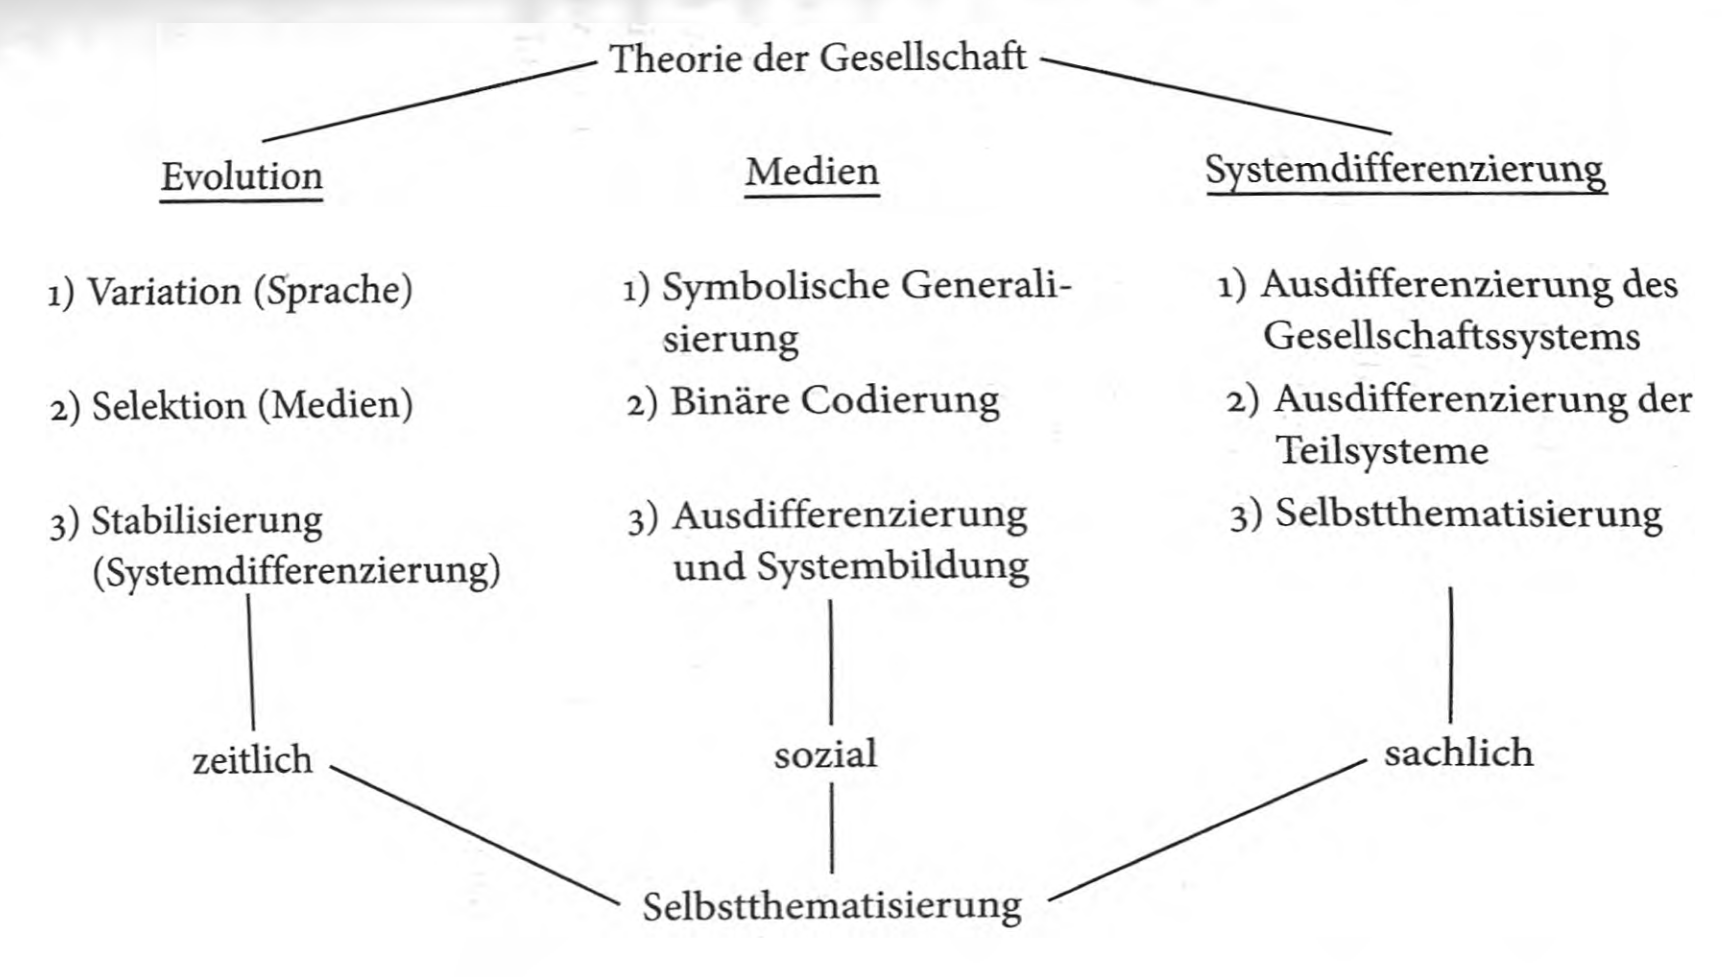 Theorie der Gesellschaft
Evolution
Medien
Systemdifferenzierung
1) Variation (Sprache)
2) Selektion (Medien)
3) Stabilisierung
(Systemdifferenzierung)
1) Symbolische Generali-
sierung
2) Binäre Codierung
3) Ausdifferenzierung
und Systembildung
1) Ausdifferenzierung des
Gesellschaftssystems
2) Ausdifferenzierung der
Teilsysteme
3) Selbstthematisierung
zeitlich
sozial
sachlich
Selbstthematisierung